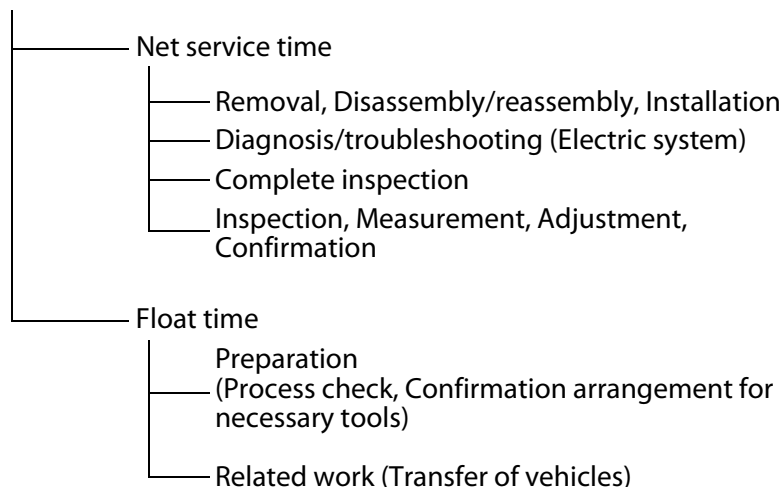 Net service time
Removal, Disassembly/reassembly, Installation
Diagnosis/troubleshooting (Electric system)
Complete inspection
Inspection, Measurement, Adjustment,
Confirmation
Float time
Preparation
(Process check, Confirmation arrangement for
necessary tools)
Related work (Transfer of vehicles)